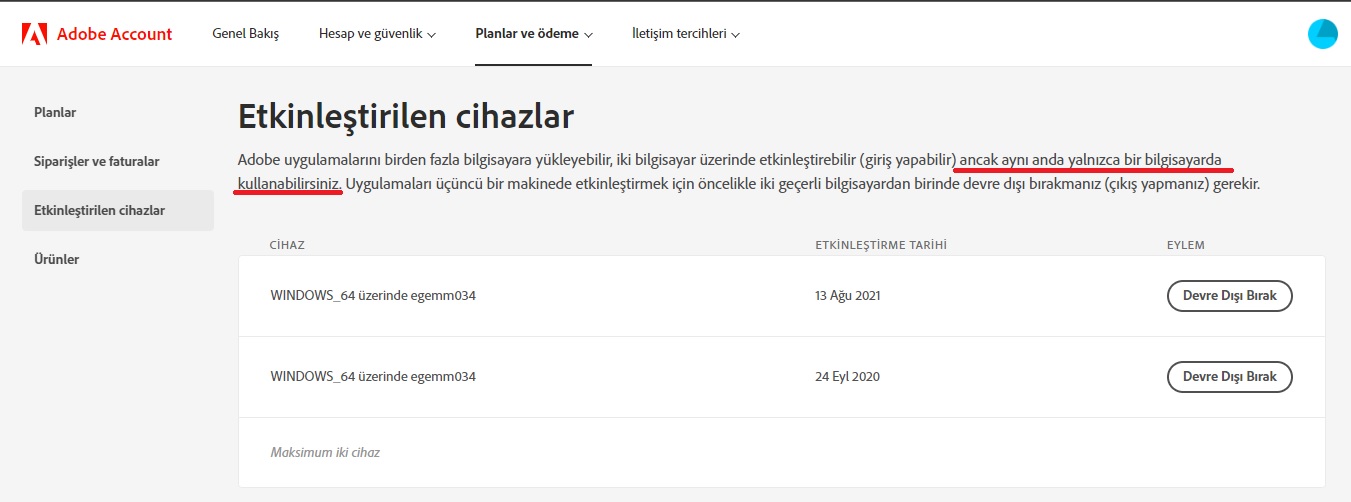 Adobe Account
Genel Bakış
Hesap ve güvenlik
Planlar ve ödeme
İletişim tercihleri
Planlar
Siparişler ve faturalar
Etkinleştirilen cihazlar
Ürünler
Etkinleştirilen cihazlar
Adobe uygulamalarını birden fazla bilgisayara yükleyebilir, iki bilgisayar üzerinde etkinleştirebilir (giriş yapabilir) ancak aynı anda yalnızca bir bilgisayarda
kullanabilirsiniz. Uygulamaları üçüncü bir makinede etkinleştirmek için öncelikle iki geçerli bilgisayardan birinde devre dışı bırakmanız (çıkış yapmanız) gerekir.
CİHAZ ETKİNLEŞTİRME TARİHİ EYLEM
WINDOWS_64 üzerinde egemm034 13 Ağu 2021 Devre Dışı Bırak
WINDOWS_64 üzerinde egemm034 24 Eyl 2020 Devre Dışı Bırak
Maksimum iki cihaz